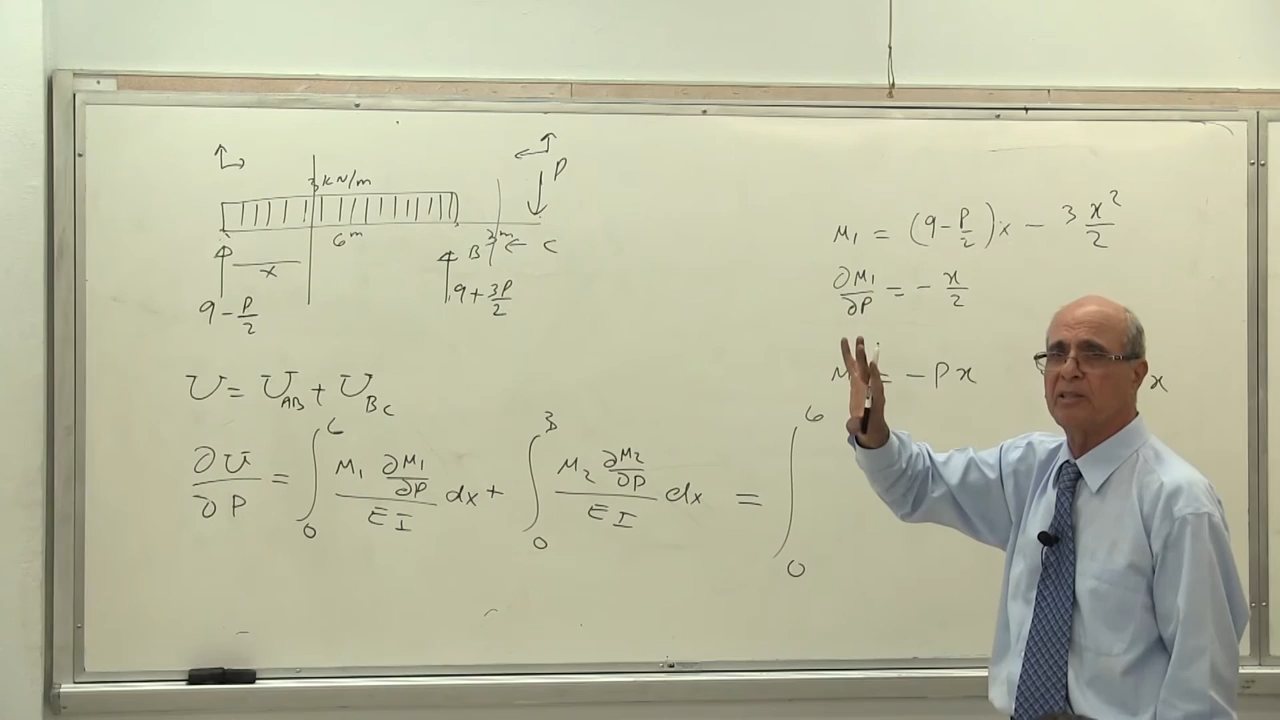 P
3 kN/m
6m
3m
B
C
x
9 - P/2
9 + 3P/2
U = U_AB + U_BC
∂U/∂P = ∫₀⁶ (M₁ ∂M₁/∂P)/(EI) dx + ∫₀³ (M₂ ∂M₂/∂P)/(EI) dx = ∫₀⁶
M₁ = (9 - P/2)x - 3 x²/2
∂M₁/∂P = - x/2
M = - Px
x